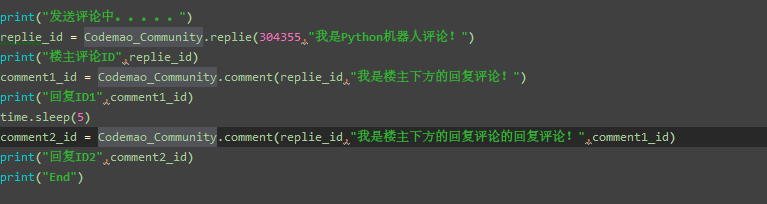 print("发送评论中。。。。。")
replie_id = Codemao_Community.replie(304355,"我是Python机器人评论！")
print("楼主评论ID",replie_id)
comment1_id = Codemao_Community.comment(replie_id,"我是楼主下方的回复评论！")
print("回复ID1",comment1_id)
time.sleep(5)
comment2_id = Codemao_Community.comment(replie_id,"我是楼主下方的回复评论的回复评论！",comment1_id)
print("回复ID2",comment2_id)
print("End")